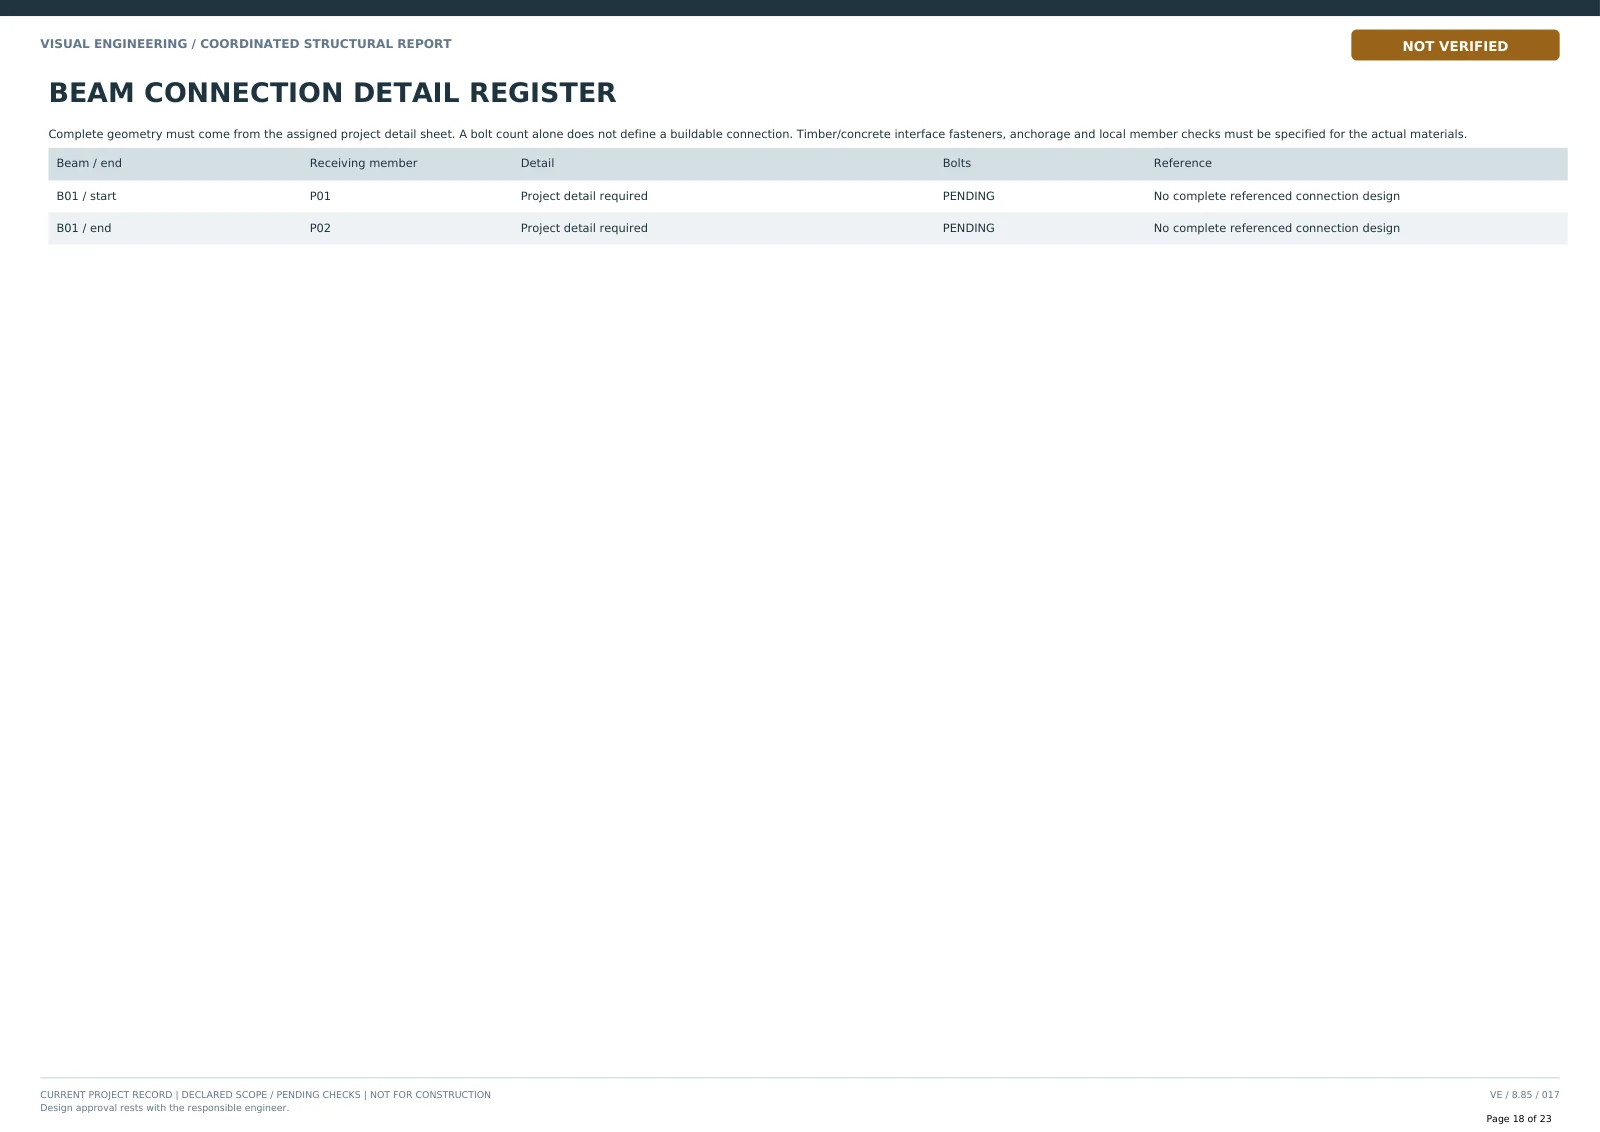 VISUAL ENGINEERING / COORDINATED STRUCTURAL REPORT
NOT VERIFIED
BEAM CONNECTION DETAIL REGISTER
Complete geometry must come from the assigned project detail sheet. A bolt count alone does not define a buildable connection. Timber/concrete interface fasteners, anchorage and local member checks must be specified for the actual materials.
Beam / end Receiving member Detail Bolts Reference
B01 / start P01 Project detail required PENDING No complete referenced connection design
B01 / end P02 Project detail required PENDING No complete referenced connection design
CURRENT PROJECT RECORD | DECLARED SCOPE / PENDING CHECKS | NOT FOR CONSTRUCTION
VE / 8.85 / 017
Design approval rests with the responsible engineer.
Page 18 of 23